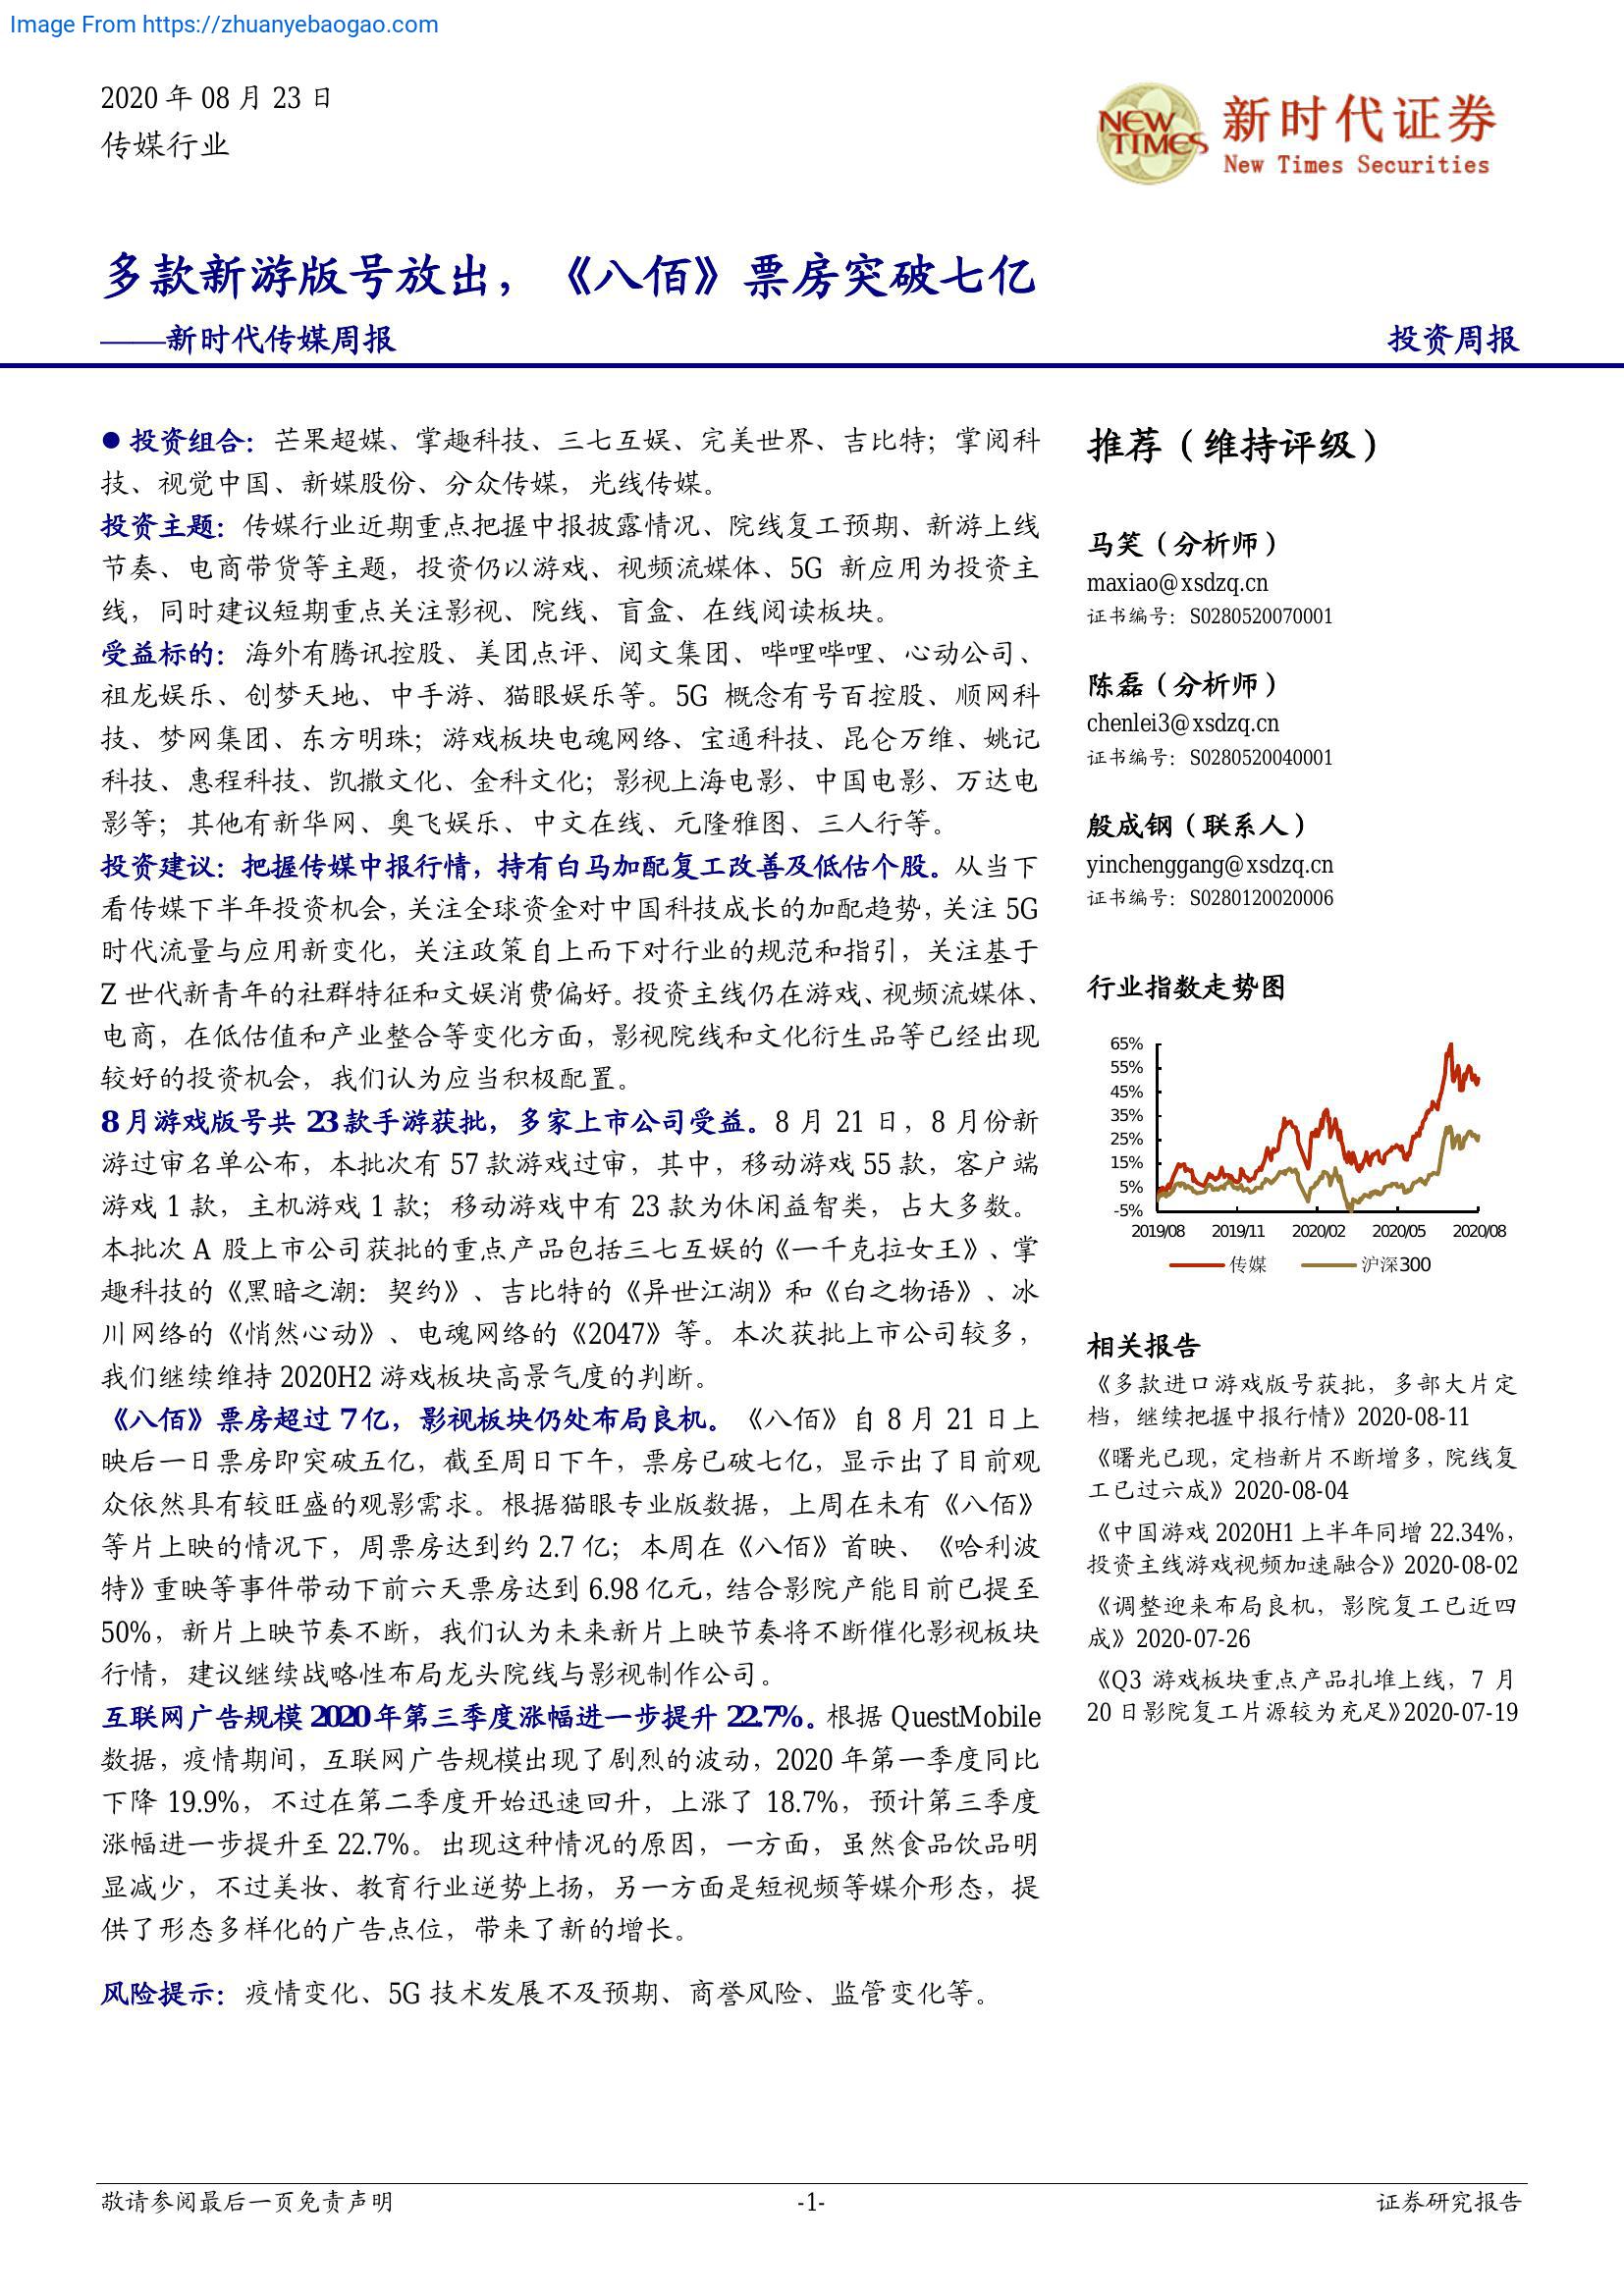 Image From https://zhuanyebaogao.com
2020 年 08 月 23 日
传媒行业
NEW TIMES
新时代证券
New Times Securities
多款新游版号放出，《八佰》票房突破七亿
——新时代传媒周报
投资周报
● 投资组合：芒果超媒、掌趣科技、三七互娱、完美世界、吉比特；掌阅科
技、视觉中国、新媒股份、分众传媒，光线传媒。
投资主题：传媒行业近期重点把握中报披露情况、院线复工预期、新游上线
节奏、电商带货等主题，投资仍以游戏、视频流媒体、5G 新应用为投资主
线，同时建议短期重点关注影视、院线、盲盒、在线阅读板块。
受益标的：海外有腾讯控股、美团点评、阅文集团、哔哩哔哩、心动公司、
祖龙娱乐、创梦天地、中手游、猫眼娱乐等。5G 概念有号百控股、顺网科
技、梦网集团、东方明珠；游戏板块电魂网络、宝通科技、昆仑万维、姚记
科技、惠程科技、凯撒文化、金科文化；影视上海电影、中国电影、万达电
影等；其他有新华网、奥飞娱乐、中文在线、元隆雅图、三人行等。
投资建议：把握传媒中报行情，持有白马加配复工改善及低估个股。从当下
看传媒下半年投资机会，关注全球资金对中国科技成长的加配趋势，关注 5G
时代流量与应用新变化，关注政策自上而下对行业的规范和指引，关注基于
Z 世代新青年的社群特征和文娱消费偏好。投资主线仍在游戏、视频流媒体、
电商，在低估值和产业整合等变化方面，影视院线和文化衍生品等已经出现
较好的投资机会，我们认为应当积极配置。
8 月游戏版号共 23 款手游获批，多家上市公司受益。8 月 21 日，8 月份新
游过审名单公布，本批次有 57 款游戏过审，其中，移动游戏 55 款，客户端
游戏 1 款，主机游戏 1 款；移动游戏中有 23 款为休闲益智类，占大多数。
本批次 A 股上市公司获批的重点产品包括三七互娱的《一千克拉女王》、掌
趣科技的《黑暗之潮：契约》、吉比特的《异世江湖》和《白之物语》、冰
川网络的《悄然心动》、电魂网络的《2047》等。本次获批上市公司较多，
我们继续维持 2020H2 游戏板块高景气度的判断。
《八佰》票房超过 7 亿，影视板块仍处布局良机。《八佰》自 8 月 21 日上
映后一日票房即突破五亿，截至周日下午，票房已破七亿，显示出了目前观
众依然具有较旺盛的观影需求。根据猫眼专业版数据，上周在未有《八佰》
等片上映的情况下，周票房达到约 2.7 亿；本周在《八佰》首映、《哈利波
特》重映等事件带动下前六天票房达到 6.98 亿元，结合影院产能目前已提至
50%，新片上映节奏不断，我们认为未来新片上映节奏将不断催化影视板块
行情，建议继续战略性布局龙头院线与影视制作公司。
互联网广告规模 2020 年第三季度涨幅进一步提升 22.7%。根据 QuestMobile
数据，疫情期间，互联网广告规模出现了剧烈的波动，2020 年第一季度同比
下降 19.9%，不过在第二季度开始迅速回升，上涨了 18.7%，预计第三季度
涨幅进一步提升至 22.7%。出现这种情况的原因，一方面，虽然食品饮品明
显减少，不过美妆、教育行业逆势上扬，另一方面是短视频等媒介形态，提
供了形态多样化的广告点位，带来了新的增长。
风险提示：疫情变化、5G 技术发展不及预期、商誉风险、监管变化等。
推荐（维持评级）
马笑（分析师）
maxiao@xsdzq.cn
证书编号：S0280520070001
陈磊（分析师）
chenlei3@xsdzq.cn
证书编号：S0280520040001
殷成钢（联系人）
yinchenggang@xsdzq.cn
证书编号：S0280120020006
行业指数走势图
65%
55%
45%
35%
25%
15%
5%
-5%
2019/08 2019/11 2020/02 2020/05 2020/08
传媒 沪深300
相关报告
《多款进口游戏版号获批，多部大片定
档，继续把握中报行情》2020-08-11
《曙光已现，定档新片不断增多，院线复
工已过六成》2020-08-04
《中国游戏 2020H1 上半年同增 22.34%，
投资主线游戏视频加速融合》2020-08-02
《调整迎来布局良机，影院复工已近四
成》2020-07-26
《Q3 游戏板块重点产品扎堆上线，7 月
20 日影院复工片源较为充足》2020-07-19
敬请参阅最后一页免责声明
-1-
证券研究报告